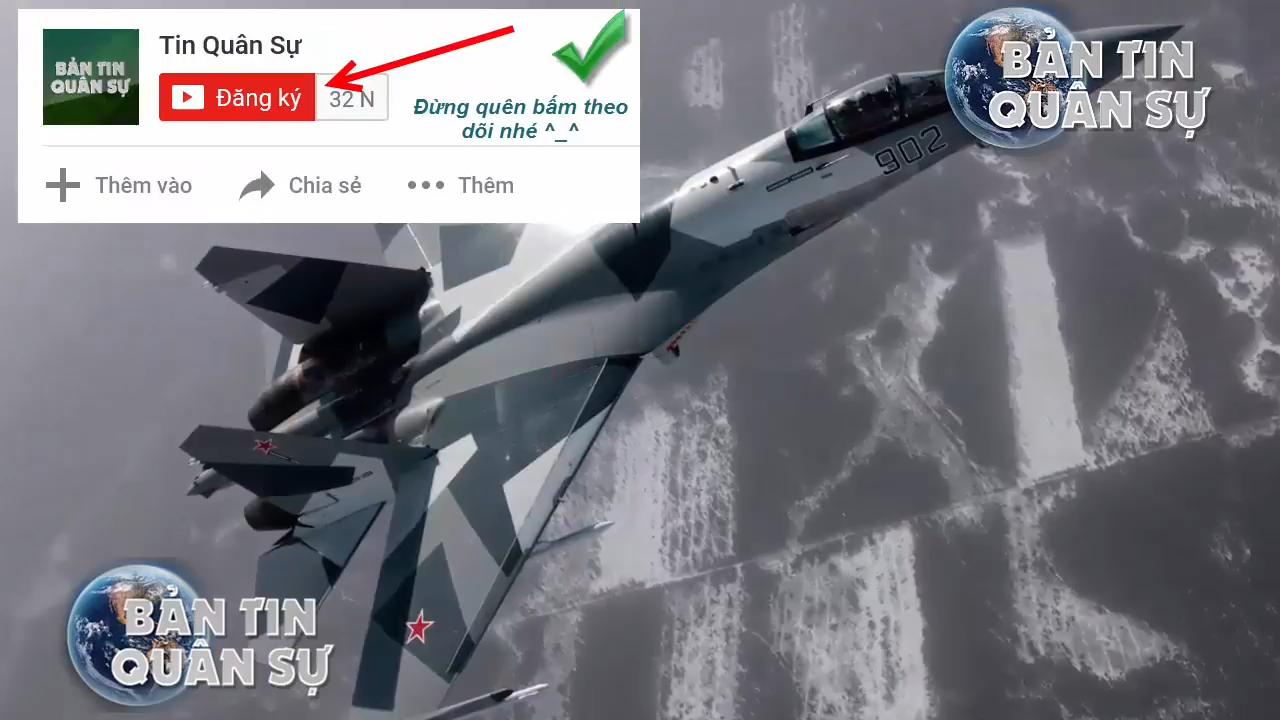 Tin Quân Sự
BẢN TIN
QUÂN SỰ
Đăng ký
32 N
Đừng quên bấm theo
dõi nhé ^_^
Thêm vào
Chia sẻ
Thêm
BẢN TIN
QUÂN SỰ
902
BẢN TIN
QUÂN SỰ